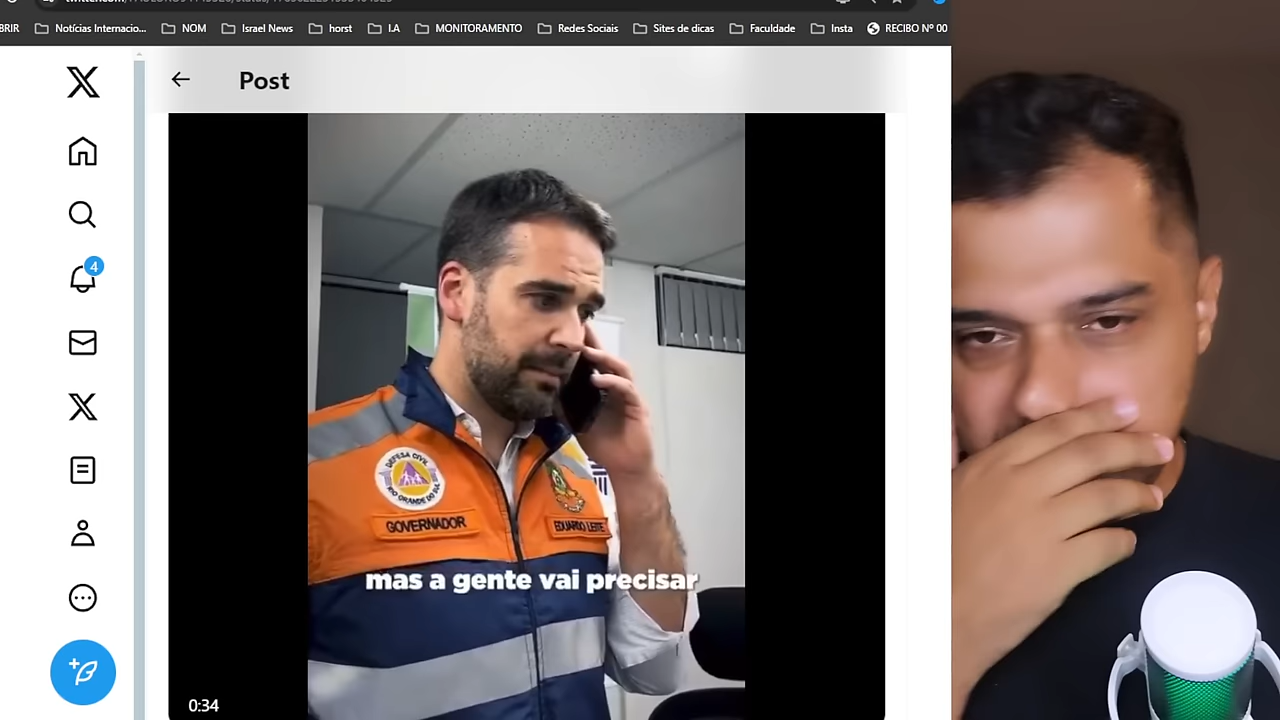 BRIR
Notícias Internacio...
NOM
Israel News
horst
I.A
MONITORAMENTO
Redes Sociais
Sites de dicas
Faculdade
Insta
RECIBO Nº 00
Post
4
DEFESA CIVIL
RIO GRANDE DO SUL
GOVERNADOR
EDUARDO LEITE
mas a gente vai precisar
0:34